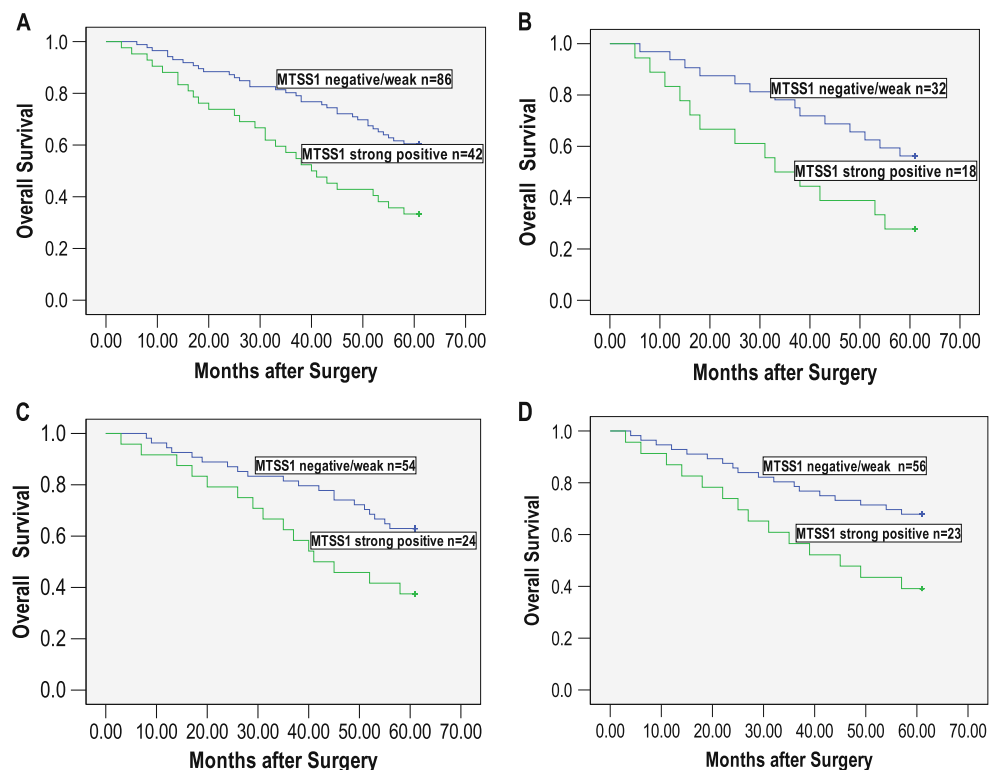 A
Overall Survival
1.0
0.8
0.6
0.4
0.2
0.0
MTSS1 negative/weak n=86
MTSS1 strong positive n=42
0.00 10.00 20.00 30.00 40.00 50.00 60.00 70.00
Months after Surgery
B
Overall Survival
1.0
0.8
0.6
0.4
0.2
0.0
MTSS1 negative/weak n=32
MTSS1 strong positive n=18
0.00 10.00 20.00 30.00 40.00 50.00 60.00 70.00
Months after Surgery
C
Overall Survival
1.0
0.8
0.6
0.4
0.2
0.0
MTSS1 negative/weak n=54
MTSS1 strong positive n=24
0.00 10.00 20.00 30.00 40.00 50.00 60.00 70.00
Months after Surgery
D
Overall Survival
1.0
0.8
0.6
0.4
0.2
0.0
MTSS1 negative/weak n=56
MTSS1 strong positive n=23
0.00 10.00 20.00 30.00 40.00 50.00 60.00 70.00
Months after Surgery